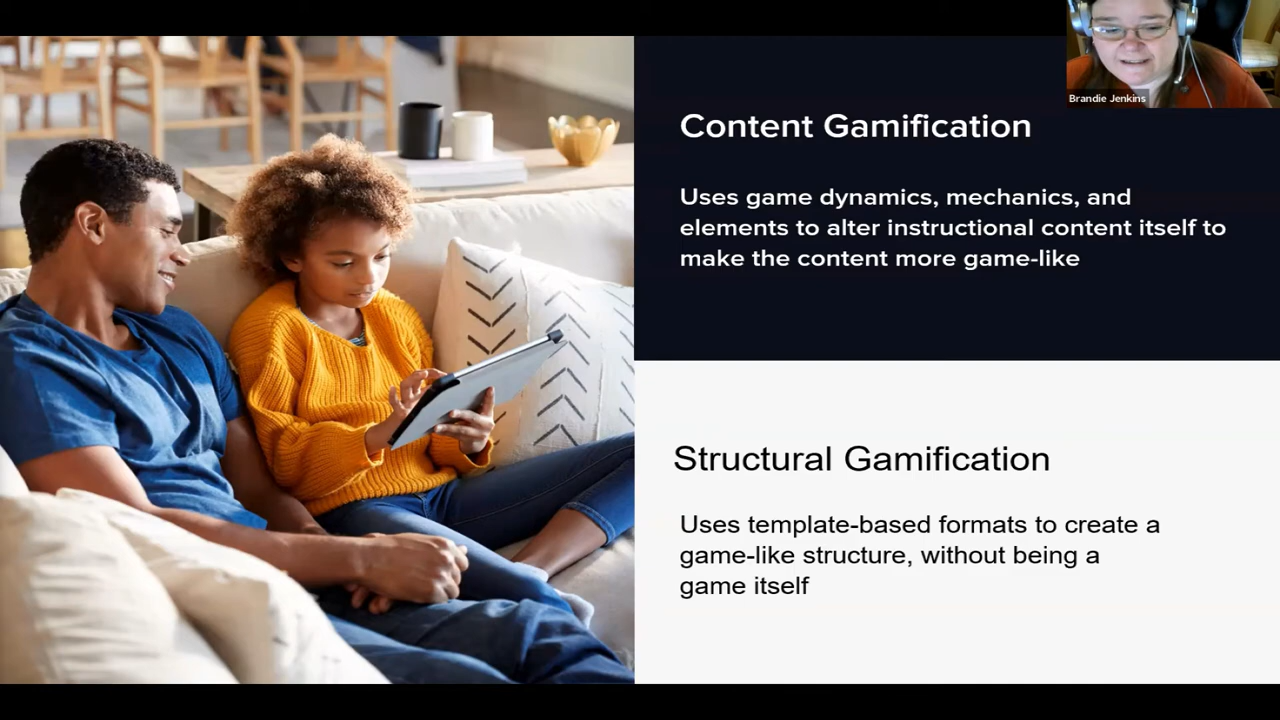 Brandie Jenkins
Content Gamification
Uses game dynamics, mechanics, and
elements to alter instructional content itself to
make the content more game-like
Structural Gamification
Uses template-based formats to create a
game-like structure, without being a
game itself